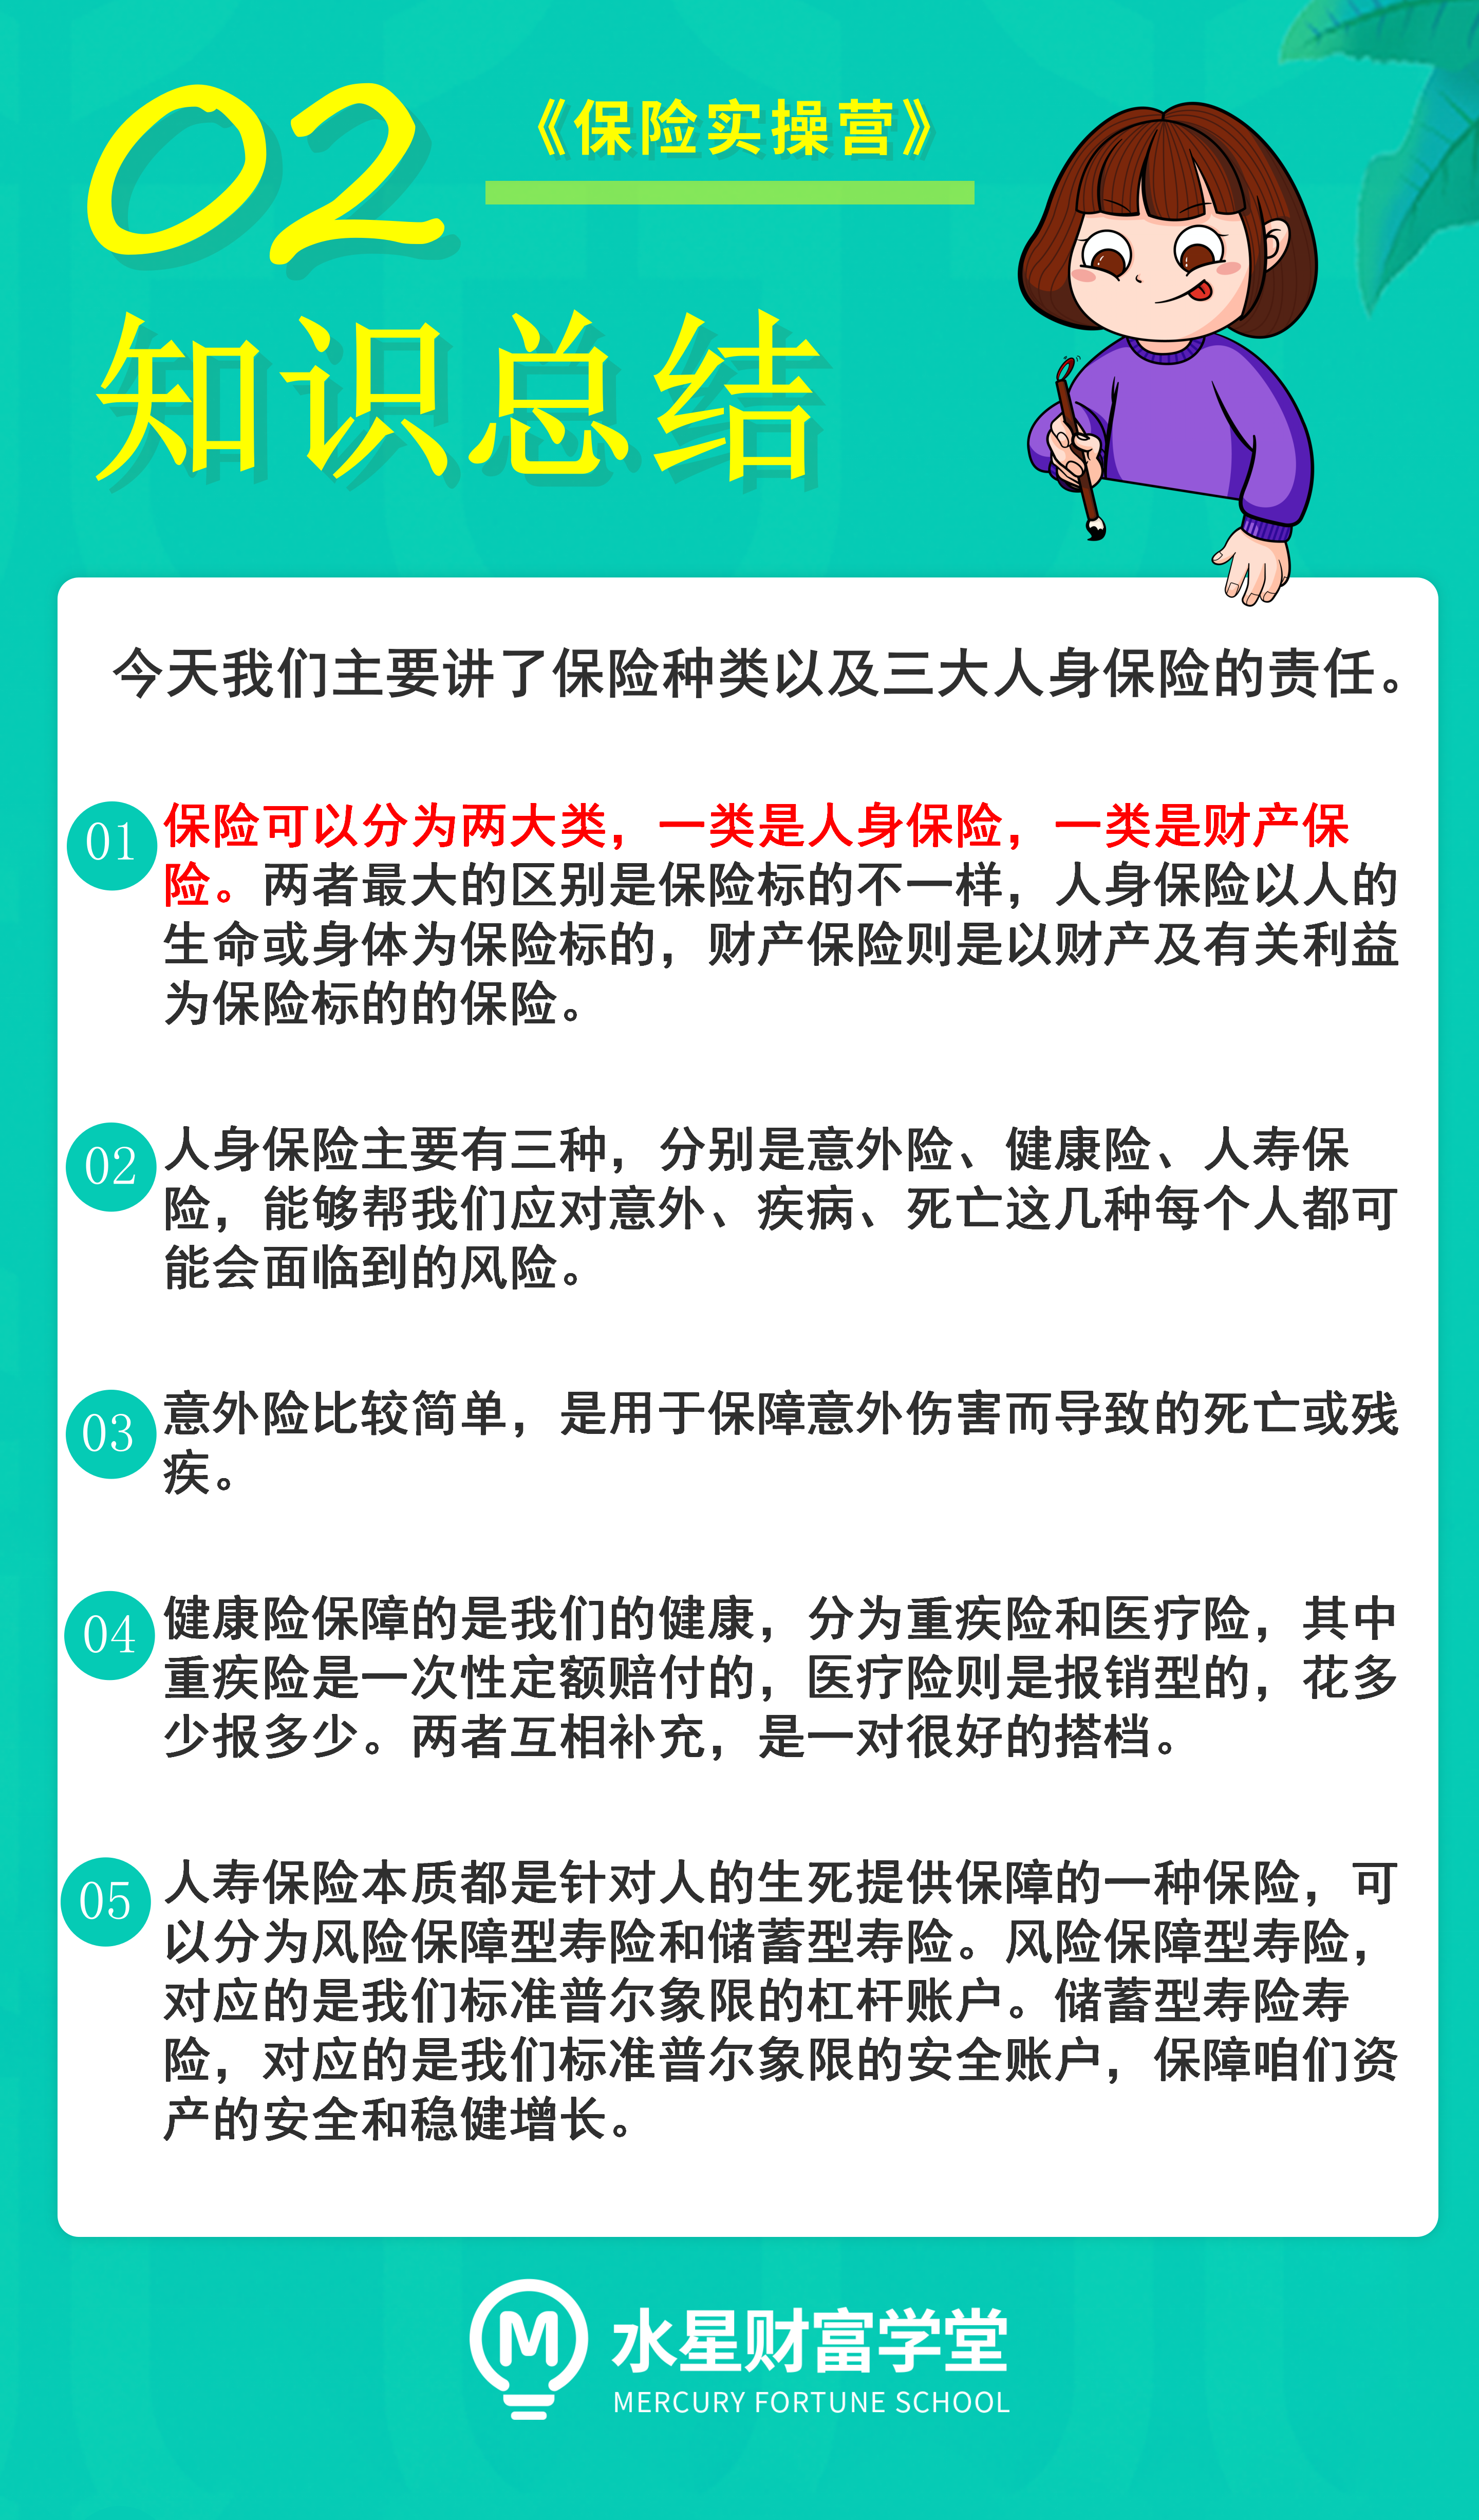 02
《保险实操营》
知识总结
今天我们主要讲了保险种类以及三大人身保险的责任。
01
保险可以分为两大类，一类是人身保险，一类是财产保
险。两者最大的区别是保险标的不一样，人身保险以人的
生命或身体为保险标的，财产保险则是以财产及有关利益
为保险标的的保险。
02
人身保险主要有三种，分别是意外险、健康险、人寿保
险，能够帮我们应对意外、疾病、死亡这几种每个人都可
能会面临到的风险。
03
意外险比较简单，是用于保障意外伤害而导致的死亡或残
疾。
04
健康险保障的是我们的健康，分为重疾险和医疗险，其中
重疾险是一次性定额赔付的，医疗险则是报销型的，花多
少报多少。两者互相补充，是一对很好的搭档。
05
人寿保险本质都是针对人的生死提供保障的一种保险，可
以分为风险保障型寿险和储蓄型寿险。风险保障型寿险，
对应的是我们标准普尔象限的杠杆账户。储蓄型寿险寿
险，对应的是我们标准普尔象限的安全账户，保障咱们资
产的安全和稳健增长。
M
水星财富学堂
MERCURY FORTUNE SCHOOL